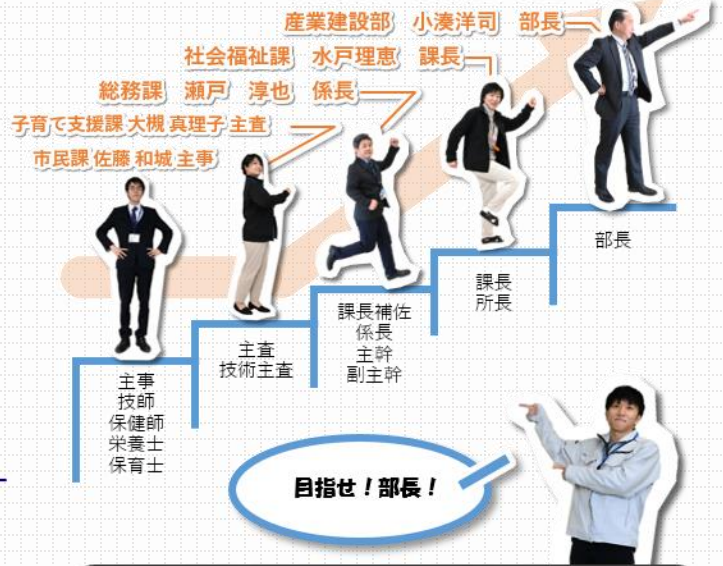 産業建設部 小湊洋司 部長
社会福祉課 水戸理恵 課長
総務課 瀬戸 淳也 係長
子育て支援課 大槻 真理子 主査
市民課 佐藤 和城 主事
部長
課長
所長
課長補佐
係長
主幹
副主幹
主査
技術主査
主事
技師
保健師
栄養士
保育士
目指せ！部長！